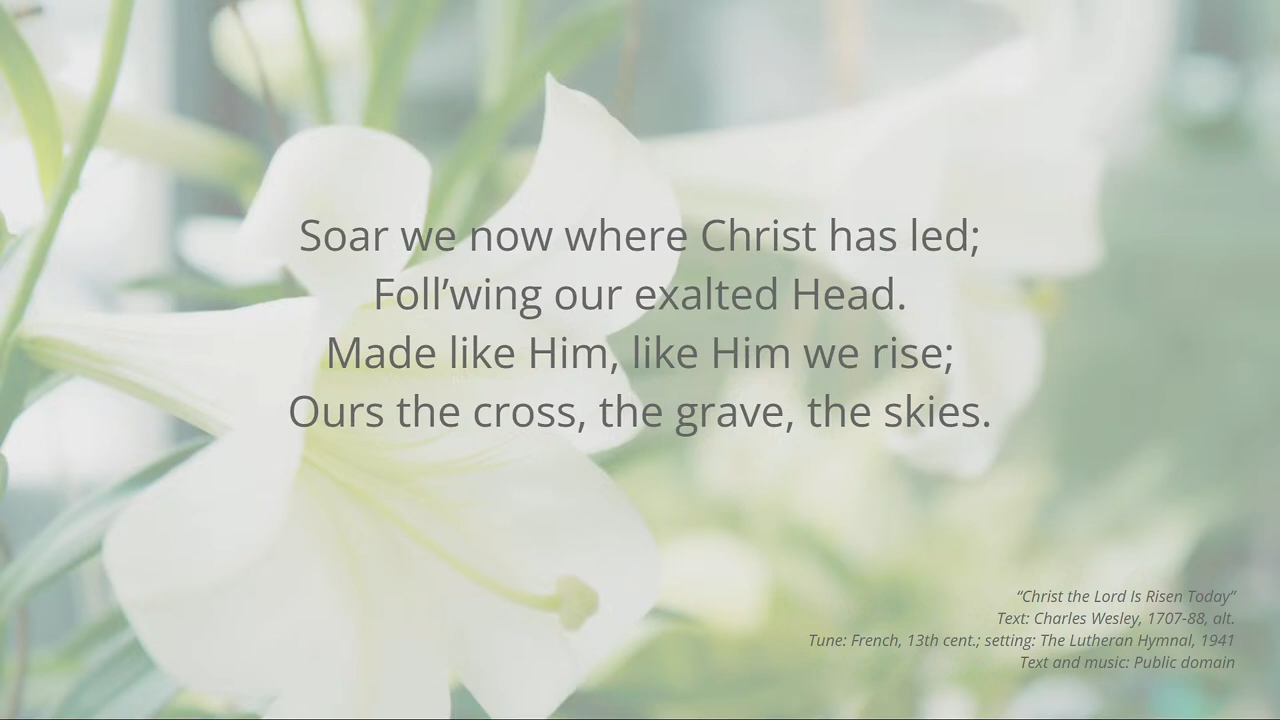 Soar we now where Christ has led;
Foll’wing our exalted Head.
Made like Him, like Him we rise;
Ours the cross, the grave, the skies.
“Christ the Lord Is Risen Today”
Text: Charles Wesley, 1707-88, alt.
Tune: French, 13th cent.; setting: The Lutheran Hymnal, 1941
Text and music: Public domain